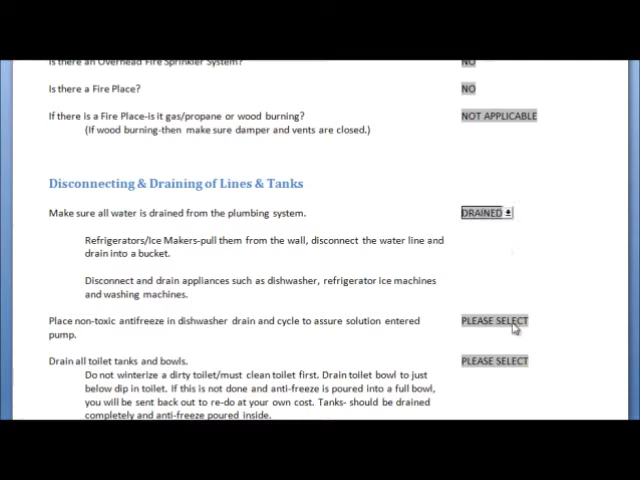 Is there an Overhead Fire Sprinkler System? NO
Is there a Fire Place? NO
If there is a Fire Place-is it gas/propane or wood burning? NOT APPLICABLE
(If wood burning-then make sure damper and vents are closed.)
Disconnecting & Draining of Lines & Tanks
Make sure all water is drained from the plumbing system. DRAINED
Refrigerators/Ice Makers-pull them from the wall, disconnect the water line and
drain into a bucket.
Disconnect and drain appliances such as dishwasher, refrigerator ice machines
and washing machines.
Place non-toxic antifreeze in dishwasher drain and cycle to assure solution entered PLEASE SELECT
pump.
Drain all toilet tanks and bowls. PLEASE SELECT
Do not winterize a dirty toilet/must clean toilet first. Drain toilet bowl to just
below dip in toilet. If this is not done and anti-freeze is poured into a full bowl,
you will be sent back out to re-do at your own cost. Tanks- should be drained
completely and anti-freeze poured inside.